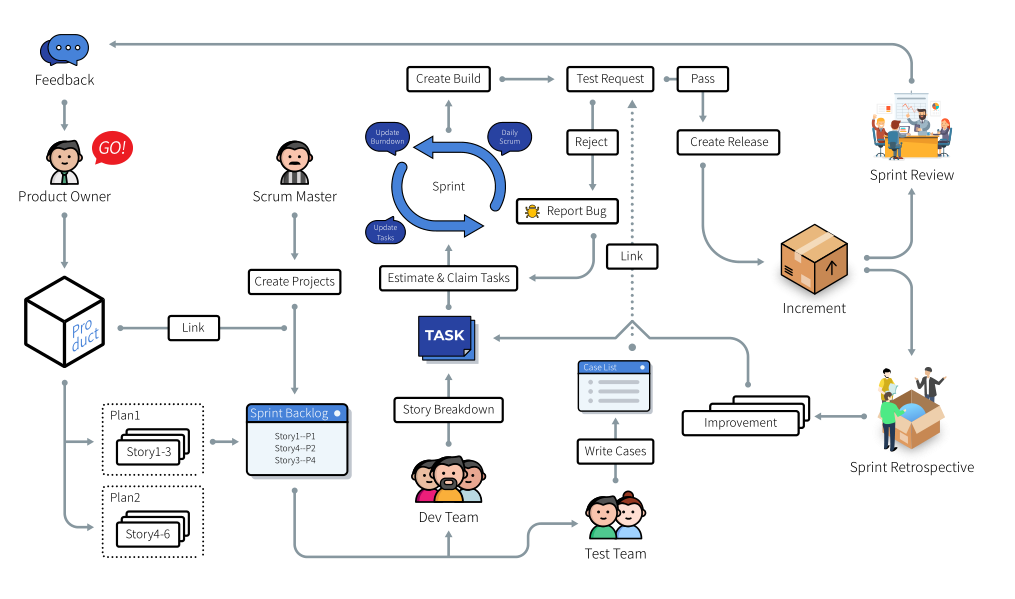 Feedback
GO!
Product Owner
Pro
duct
Link
Plan1
Story1-3
Plan2
Story4-6
Scrum Master
Create Projects
Sprint Backlog
Story1--P1
Story4--P2
Story3--P4
Create Build
Test Request
Pass
Update
Burndown
Daily
Scrum
Sprint
Update
Tasks
Reject
Report Bug
Create Release
Estimate & Claim Tasks
Link
TASK
Story Breakdown
Dev Team
Case List
Write Cases
Test Team
Sprint Review
Increment
Improvement
Sprint Retrospective